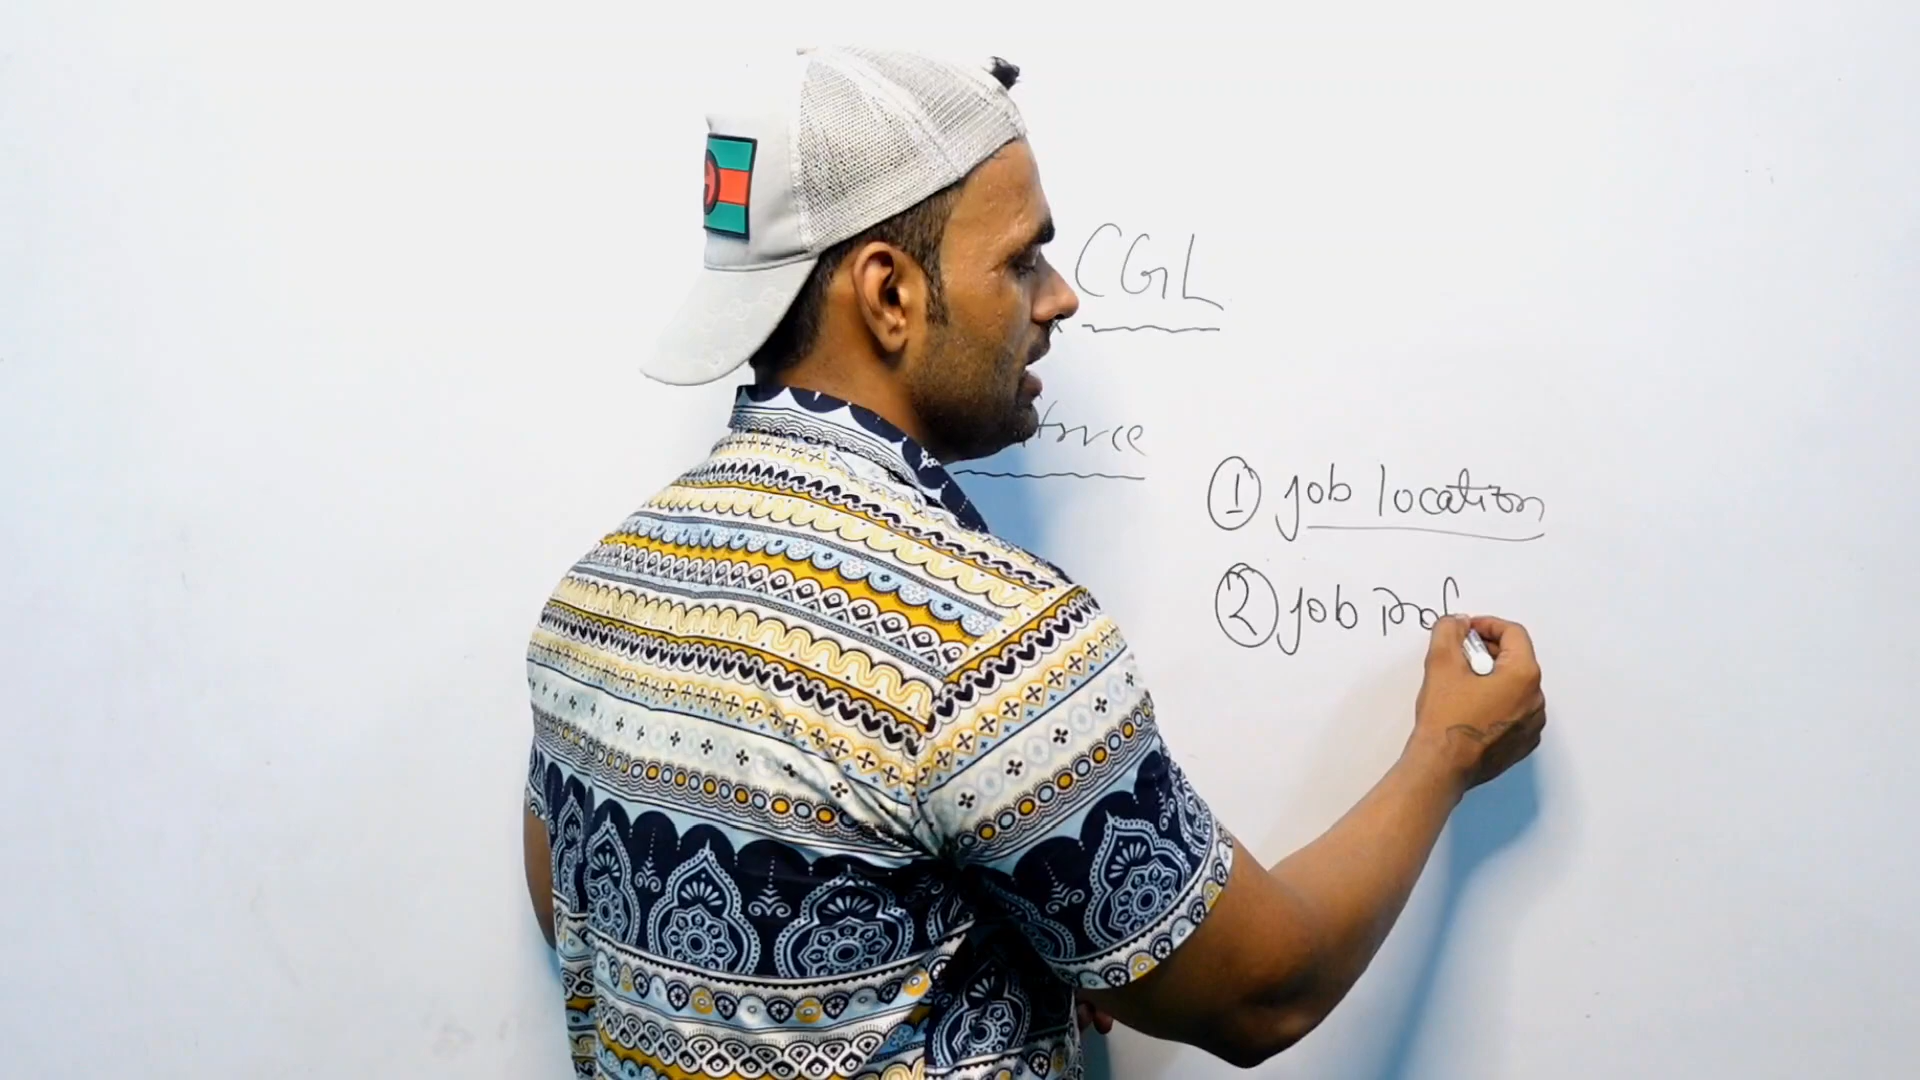 CGL
① job location
② job prof